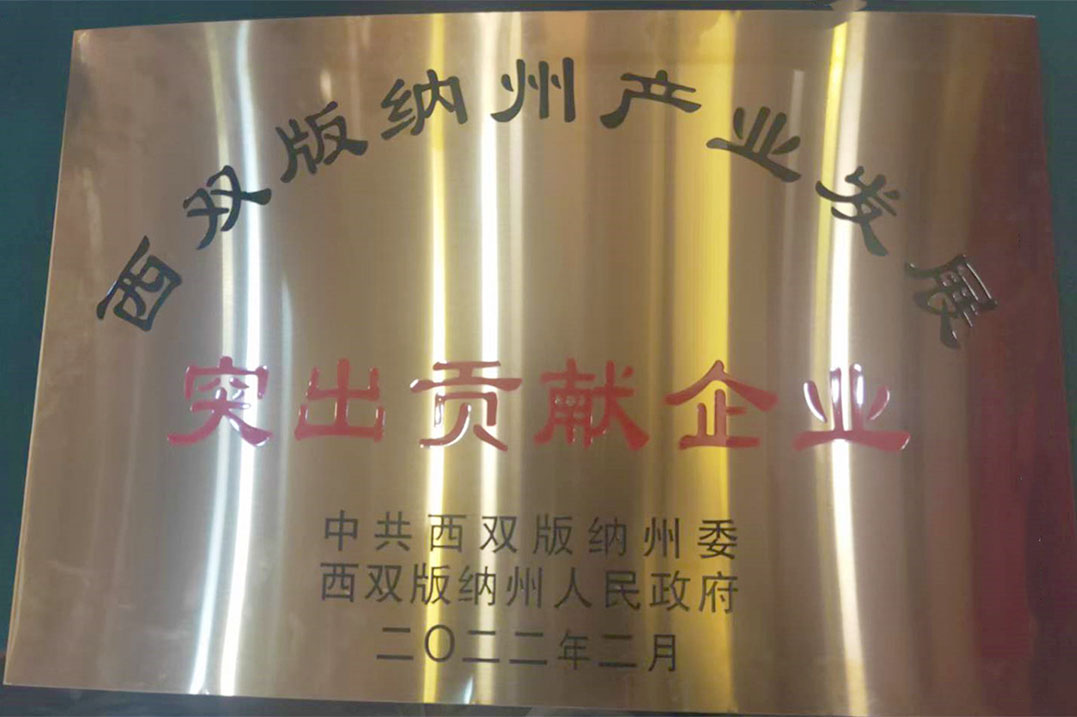 西双版纳州产业发展
突出贡献企业
中共西双版纳州委
西双版纳州人民政府
二〇二二年二月